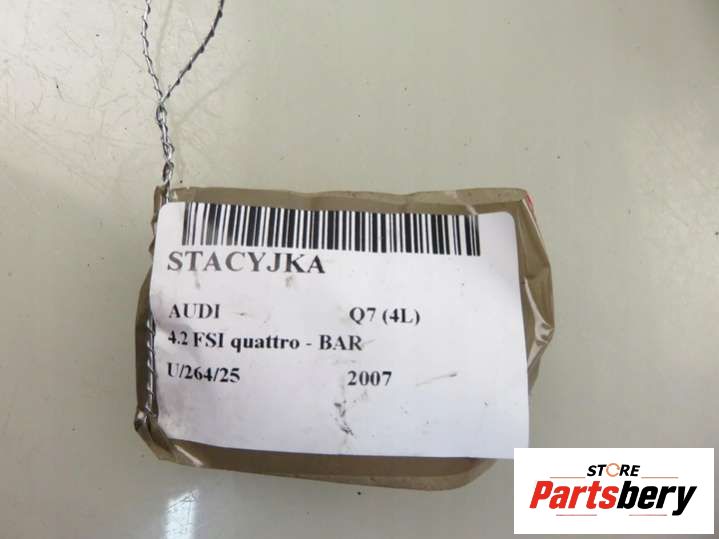 STACYJKA
AUDI Q7 (4L)
4.2 FSI quattro - BAR
U/264/25 2007
STORE
Partsbery